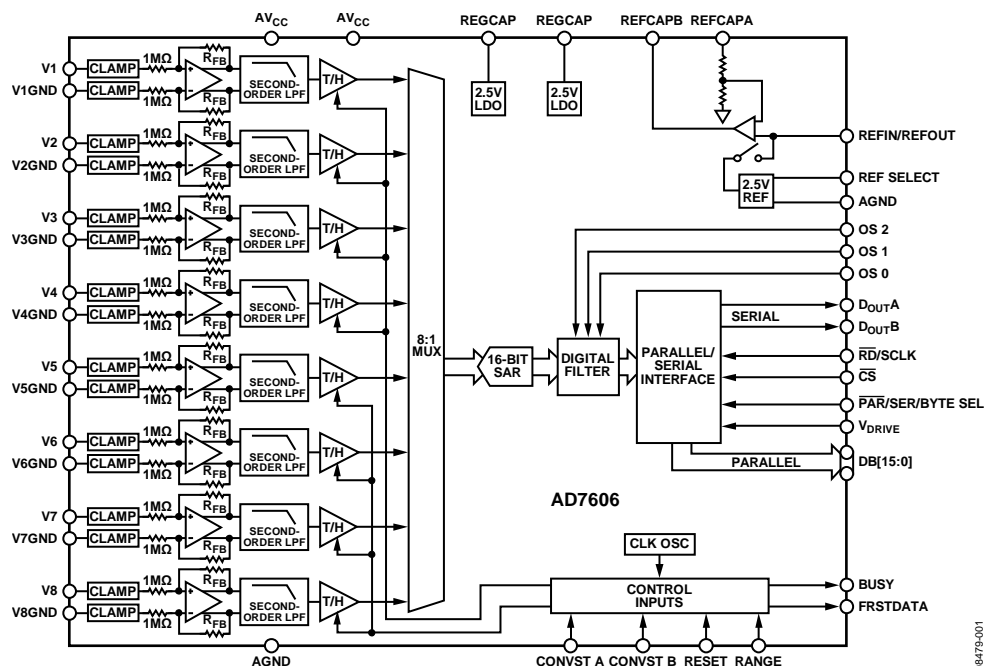 AVCC
AVCC
REGCAP
REGCAP
REFCAPB
REFCAPA
V1
CLAMP
1MΩ
RFB
V1GND
CLAMP
1MΩ
RFB
SECOND-
ORDER LPF
T/H
2.5V
LDO
2.5V
LDO
V2
CLAMP
1MΩ
RFB
V2GND
CLAMP
1MΩ
RFB
SECOND-
ORDER LPF
T/H
REFIN/REFOUT
2.5V
REF
REF SELECT
AGND
V3
CLAMP
1MΩ
RFB
V3GND
CLAMP
1MΩ
RFB
SECOND-
ORDER LPF
T/H
OS 2
OS 1
OS 0
V4
CLAMP
1MΩ
RFB
V4GND
CLAMP
1MΩ
RFB
SECOND-
ORDER LPF
T/H
8:1
MUX
16-BIT
SAR
DIGITAL
FILTER
PARALLEL/
SERIAL
INTERFACE
SERIAL
DOUTA
DOUTB
RD/SCLK
CS
PAR/SER/BYTE SEL
VDRIVE
PARALLEL
DB[15:0]
V5
CLAMP
1MΩ
RFB
V5GND
CLAMP
1MΩ
RFB
SECOND-
ORDER LPF
T/H
V6
CLAMP
1MΩ
RFB
V6GND
CLAMP
1MΩ
RFB
SECOND-
ORDER LPF
T/H
AD7606
V7
CLAMP
1MΩ
RFB
V7GND
CLAMP
1MΩ
RFB
SECOND-
ORDER LPF
T/H
CLK OSC
V8
CLAMP
1MΩ
RFB
V8GND
CLAMP
1MΩ
RFB
SECOND-
ORDER LPF
T/H
CONTROL
INPUTS
BUSY
FRSTDATA
AGND
CONVST A
CONVST B
RESET
RANGE
8479-001